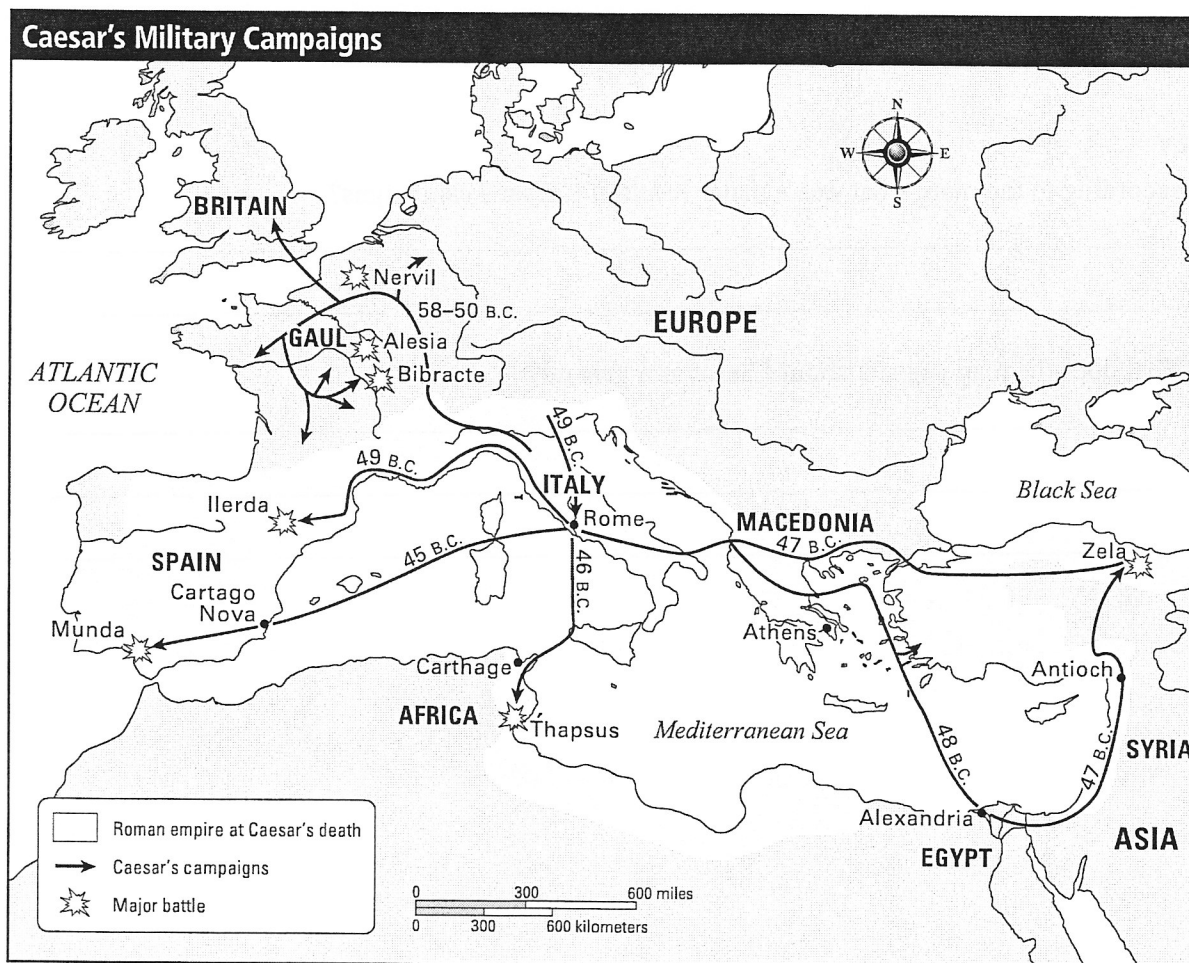 Caesar's Military Campaigns
N
W
E
S
BRITAIN
Nervil
58–50 B.C.
EUROPE
GAUL
Alesia
Bibracte
ATLANTIC
OCEAN
49 B.C.
49 B.C.
ITALY
Black Sea
Ilerda
Rome
MACEDONIA
47 B.C.
Zela
SPAIN
45 B.C.
46 B.C.
Cartago
Nova
Munda
Athens
Carthage
Antioch
AFRICA
Thapsus
Mediterranean Sea
48 B.C.
47 B.C.
SYRIA
Alexandria
EGYPT
ASIA
Roman empire at Caesar's death
Caesar's campaigns
Major battle
0 300 600 miles
0 300 600 kilometers